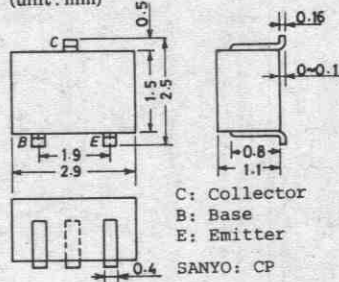 (unit: mm)
0.5
C
0.16
1.5
2.5
0~0.1
B
E
1.9
2.9
0.8
1.1
C: Collector
B: Base
E: Emitter
0.4
SANYO: CP